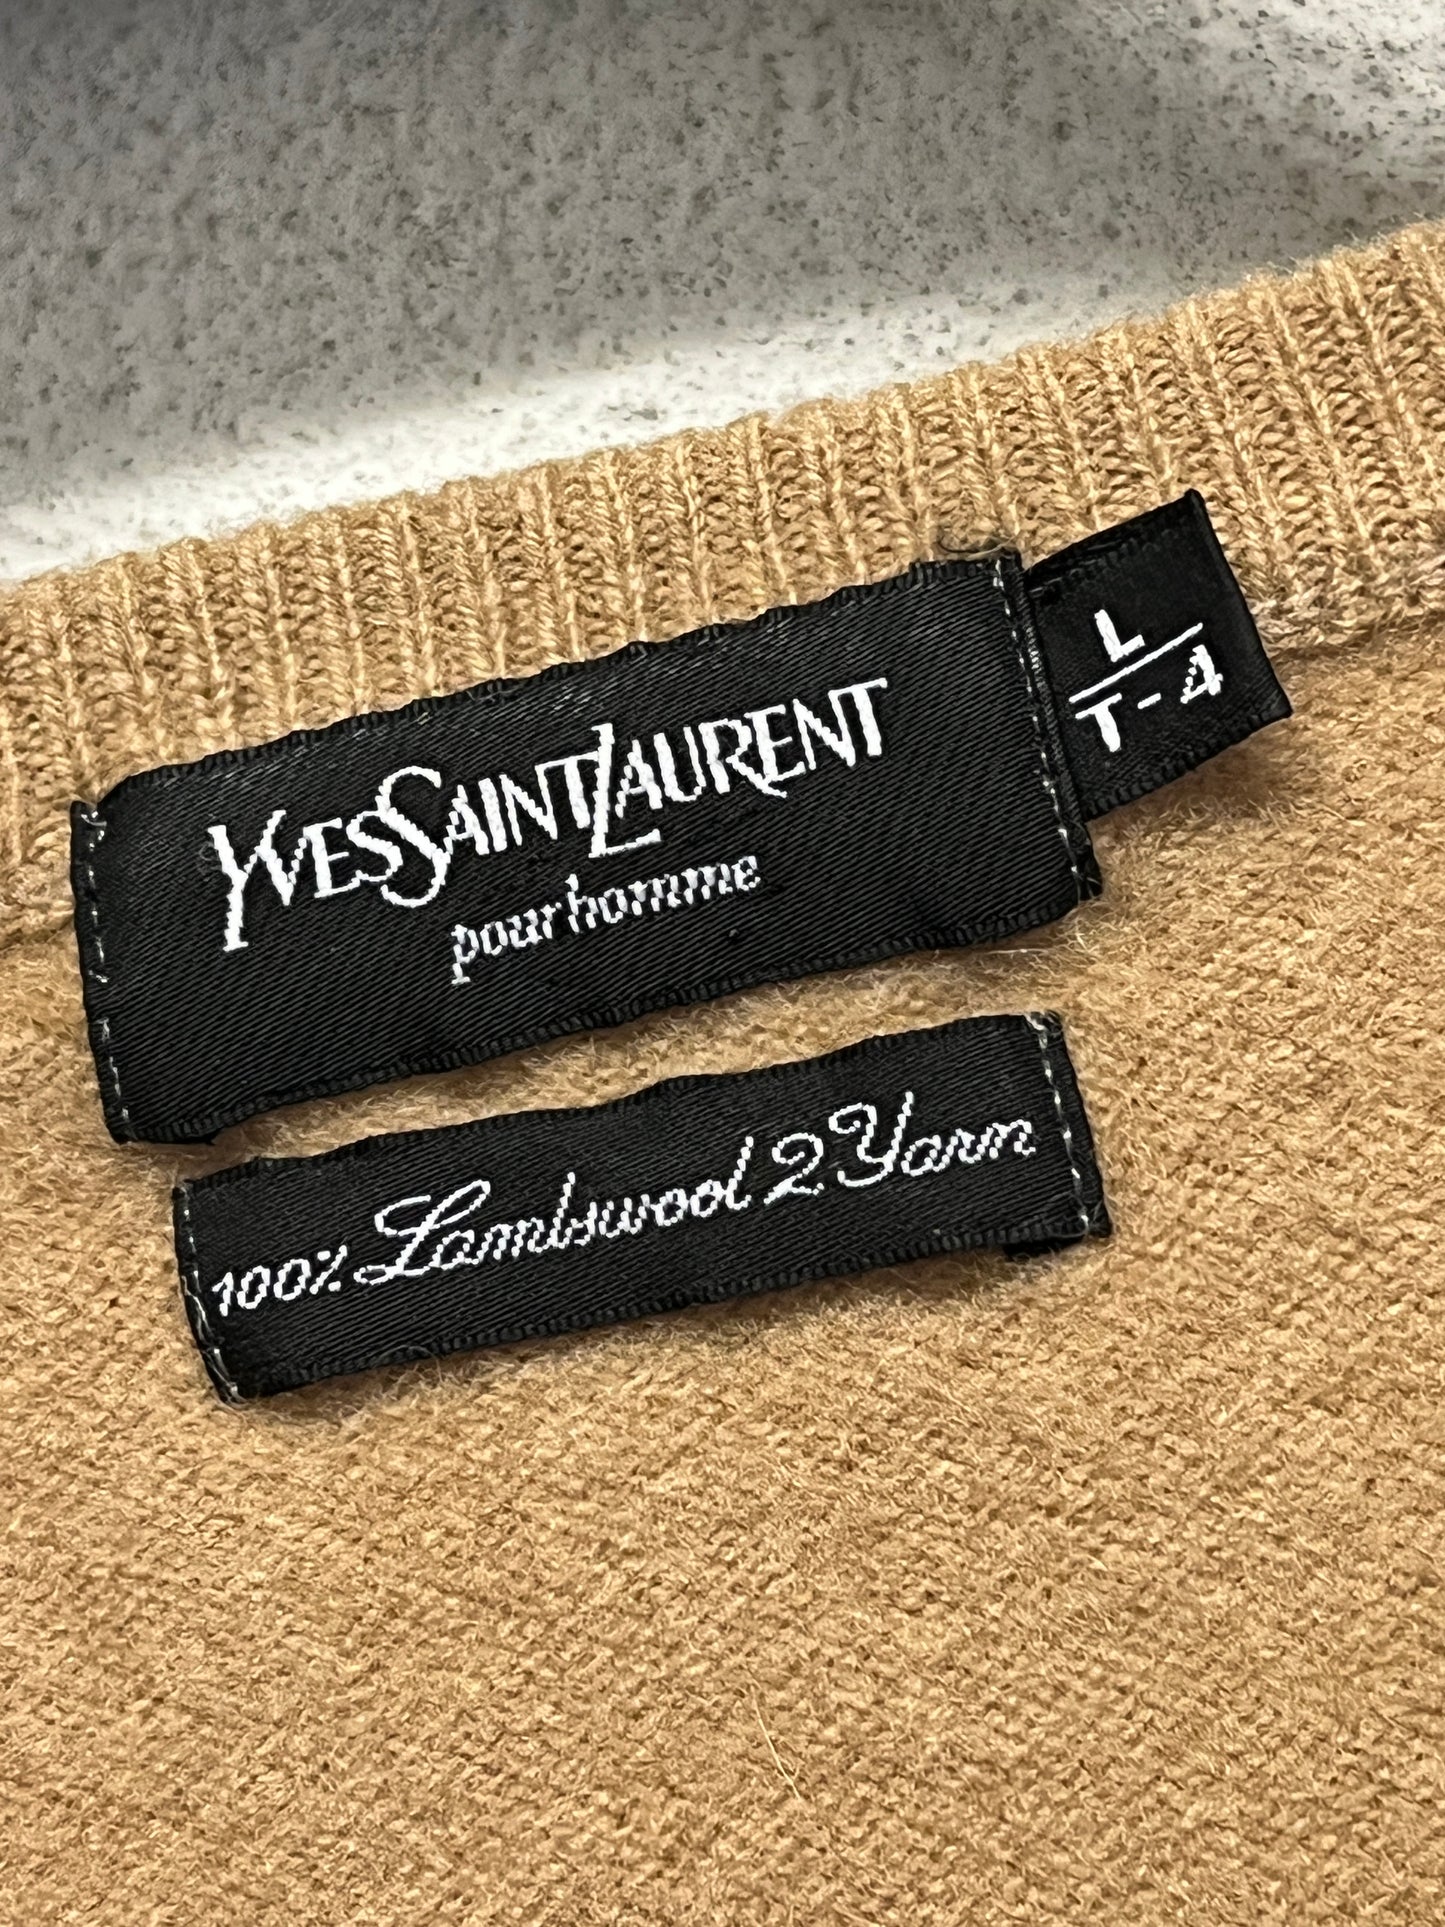 YVESSAINTLAURENT
pour homme
L
T-4
100% Lambswool 2 Yarn